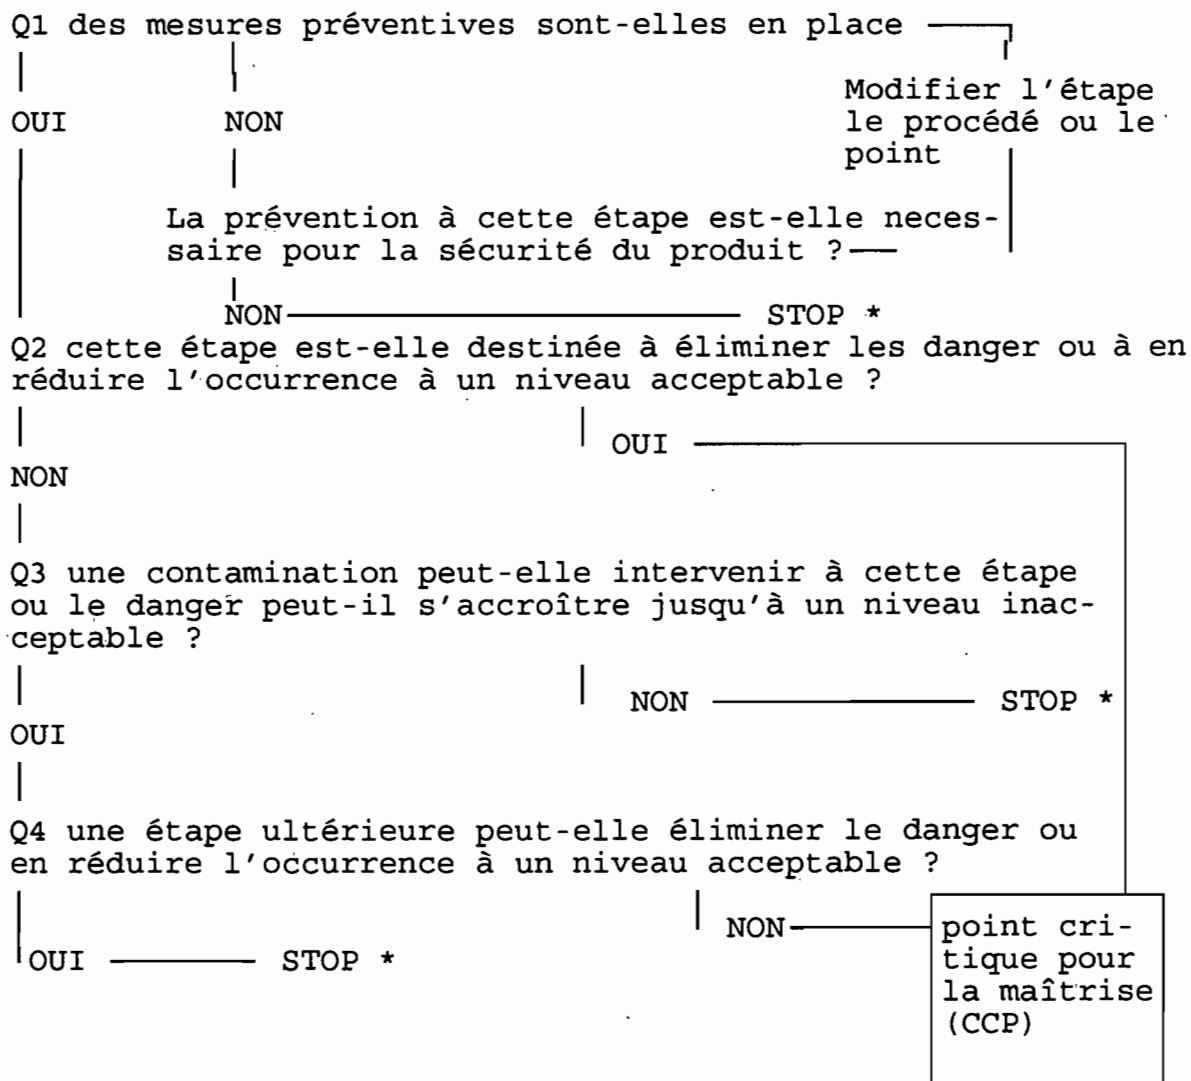 Q1 des mesures préventives sont-elles en place
Modifier l'étape
OUI NON le procédé ou le
point
La prévention à cette étape est-elle neces-
saire pour la sécurité du produit ?
NON STOP *
Q2 cette étape est-elle destinée à éliminer les danger ou à en
réduire l'occurrence à un niveau acceptable ?
OUI
NON
Q3 une contamination peut-elle intervenir à cette étape
ou le danger peut-il s'accroître jusqu'à un niveau inac-
ceptable ?
NON STOP *
OUI
Q4 une étape ultérieure peut-elle éliminer le danger ou
en réduire l'occurrence à un niveau acceptable ?
NON point cri-
OUI STOP * tique pour
la maîtrise
(CCP)